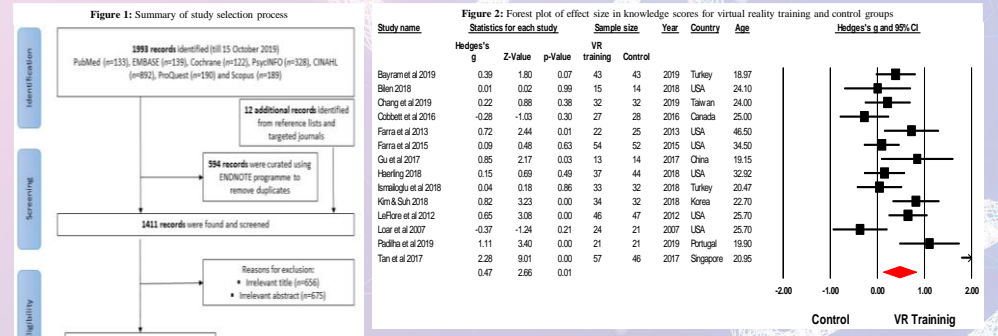 Figure 1: Summary of study selection process
Identification
1993 records identified (till 15 October 2019)
PubMed (n=133), EMBASE (n=139), Cochrane (n=122), PsycINFO (n=328), CINAHL
(n=892), ProQuest (n=190) and Scopus (n=189)
12 additional records identified
from reference lists and
targeted journals
Screening
594 records were curated using
ENDNOTE programme to
remove duplicates
1411 records were found and screened
Reasons for exclusion:
• Irrelevant title (n=656)
• Irrelevant abstract (n=675)
Figure 2: Forest plot of effect size in knowledge scores for virtual reality training and control groups
Study name Statistics for each study Sample size Year Country Age Hedges's g and 95% CI
Hedges's g Z-Value p-Value VR training Control
Bayram et al 2019 0.39 1.80 0.07 43 43 2019 Turkey 18.97
Bilen 2018 0.01 0.02 0.99 15 14 2018 USA 24.10
Chang et al 2019 0.22 0.88 0.38 32 32 2019 Taiwan 24.00
Cobbett et al 2016 -0.28 -1.03 0.30 27 28 2016 Canada 25.00
Farra et al 2013 0.72 2.44 0.01 22 25 2013 USA 46.50
Farra et al 2015 0.09 0.48 0.63 54 52 2015 USA 34.50
Gu et al 2017 0.85 2.17 0.03 13 14 2017 China 19.15
Haerling 2018 0.15 0.69 0.49 37 44 2018 USA 32.92
Ismailoglu et al 2018 0.04 0.18 0.86 33 32 2018 Turkey 20.47
Kim & Suh 2018 0.82 3.23 0.00 34 32 2018 Korea 22.70
LeFlore et al 2012 0.65 3.08 0.00 46 47 2012 USA 25.70
Loar et al 2007 -0.37 -1.24 0.21 24 21 2007 USA 25.70
Padilha et al 2019 1.11 3.40 0.00 21 21 2019 Portugal 19.90
Tan et al 2017 2.28 9.01 0.00 57 46 2017 Singapore 20.95
0.47 2.66 0.01
-2.00 -1.00 0.00 1.00 2.00
Control VR Traininig